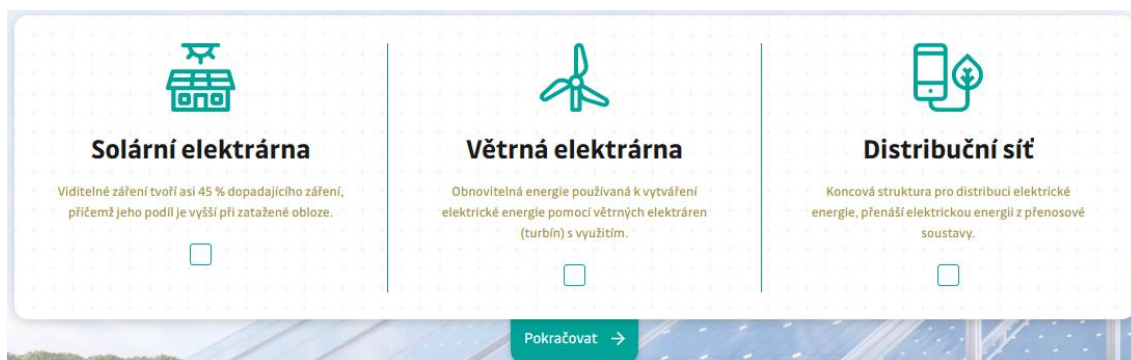 Solární elektrárna
Viditelné záření tvoří asi 45 % dopadajícího záření,
přičemž jeho podíl je vyšší při zatažené obloze.
Větrná elektrárna
Obnovitelná energie používaná k vytváření
elektrické energie pomocí větrných elektráren
(turbín) s využitím.
Distribuční síť
Koncová struktura pro distribuci elektrické
energie, přenáší elektrickou energii z přenosové
soustavy.
Pokračovat →